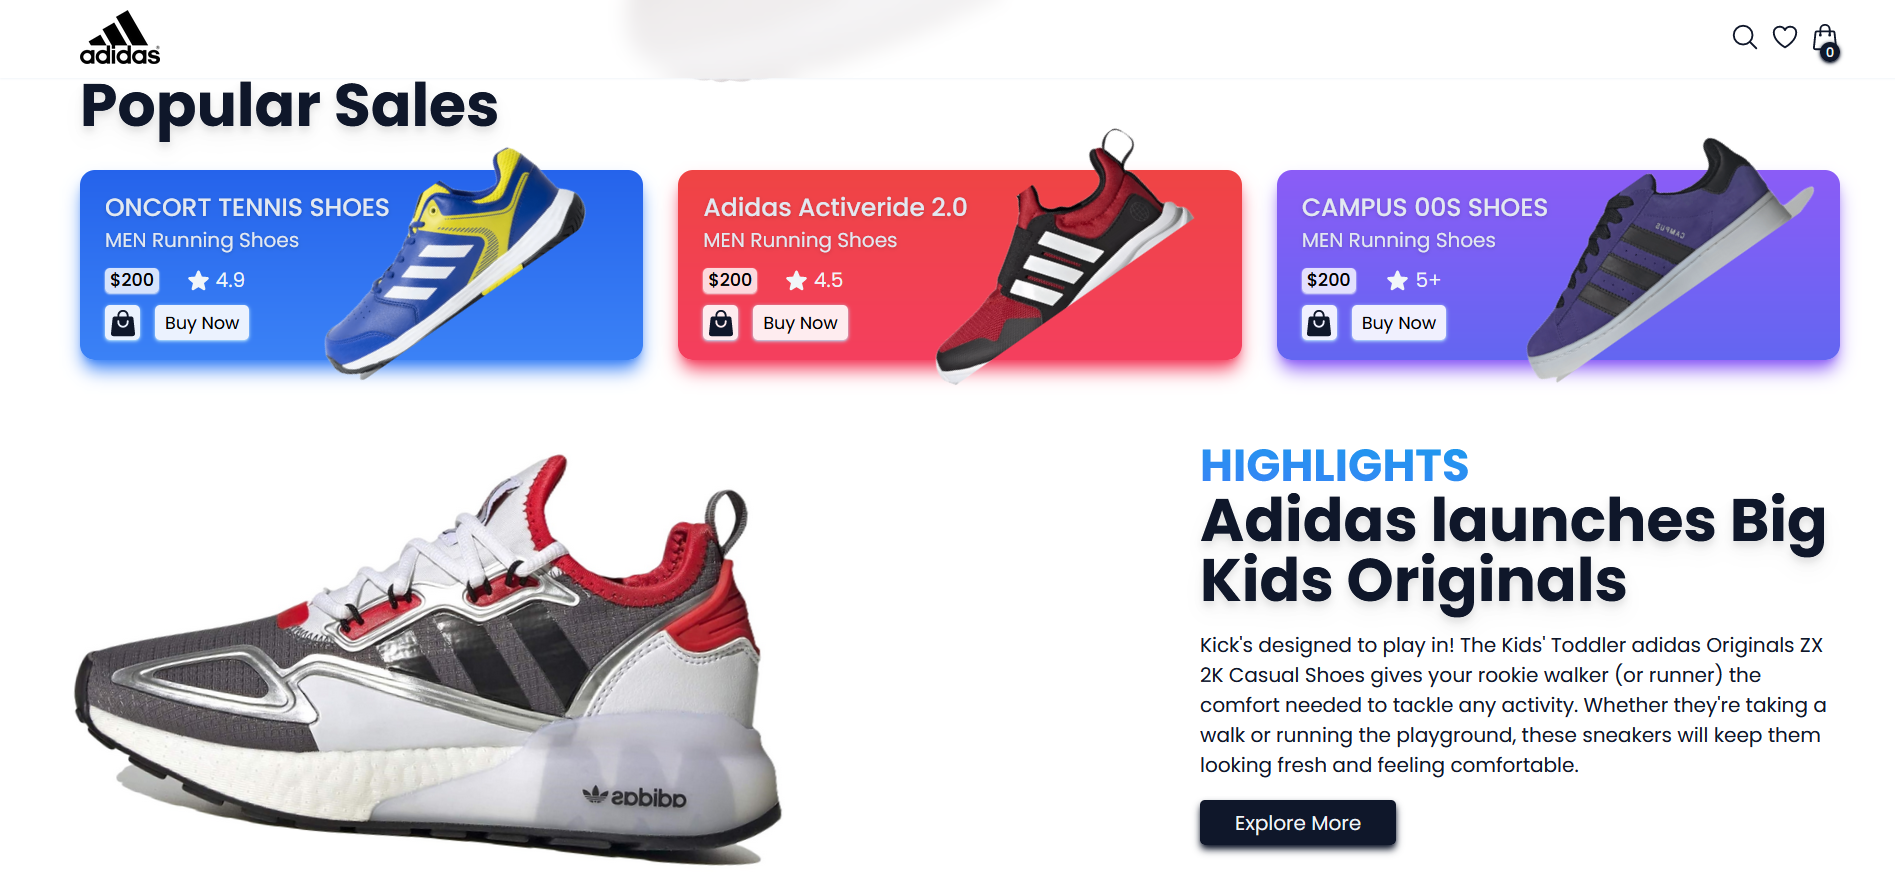 adidas
0
Popular Sales
ONCORT TENNIS SHOES
MEN Running Shoes
$200 4.9
Buy Now
Adidas Activeride 2.0
MEN Running Shoes
$200 4.5
Buy Now
CAMPUS 00S SHOES
MEN Running Shoes
$200 5+
Buy Now
CAMPUS
adidas
HIGHLIGHTS
Adidas launches Big
Kids Originals
Kick's designed to play in! The Kids' Toddler adidas Originals ZX
2K Casual Shoes gives your rookie walker (or runner) the
comfort needed to tackle any activity. Whether they're taking a
walk or running the playground, these sneakers will keep them
looking fresh and feeling comfortable.
Explore More